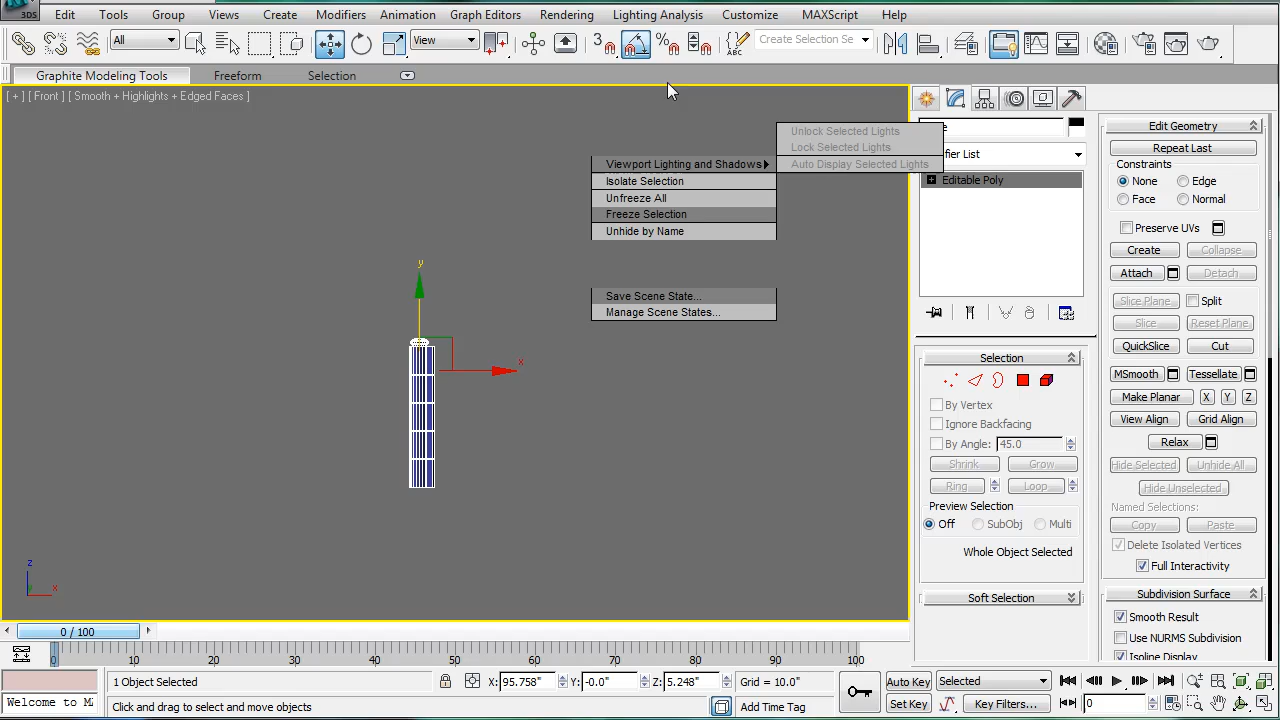 3DS
Edit Tools Group Views Create Modifiers Animation Graph Editors Rendering Lighting Analysis Customize MAXScript Help
All
View
3
Create Selection Se
Graphite Modeling Tools Freeform Selection
[ + ] [ Front ] [ Smooth + Highlights + Edged Faces ]
Unlock Selected Lights
Lock Selected Lights
Auto Display Selected Lights
Viewport Lighting and Shadows
Isolate Selection
Unfreeze All
Freeze Selection
Unhide by Name
Save Scene State...
Manage Scene States...
y
x
z
x
e
fier List
Editable Poly
Selection
By Vertex
Ignore Backfacing
By Angle: 45.0
Shrink Grow
Ring Loop
Preview Selection
Off SubObj Multi
Whole Object Selected
Soft Selection
Edit Geometry
Repeat Last
Constraints
None Edge
Face Normal
Preserve UVs
Create Collapse
Attach Detach
Slice Plane Split
Slice Reset Plane
QuickSlice Cut
MSmooth Tessellate
Make Planar X Y Z
View Align Grid Align
Relax
Hide Selected Unhide All
Hide Unselected
Named Selections:
Copy Paste
Delete Isolated Vertices
Full Interactivity
Subdivision Surface
Smooth Result
Use NURMS Subdivision
Isoline Display
0 / 100
0 10 20 30 40 50 60 70 80 90 100
1 Object Selected X: 95.758" Y: -0.0" Z: 5.248" Grid = 10.0" Auto Key Selected
Welcome to MA Click and drag to select and move objects Add Time Tag Set Key Key Filters... 0